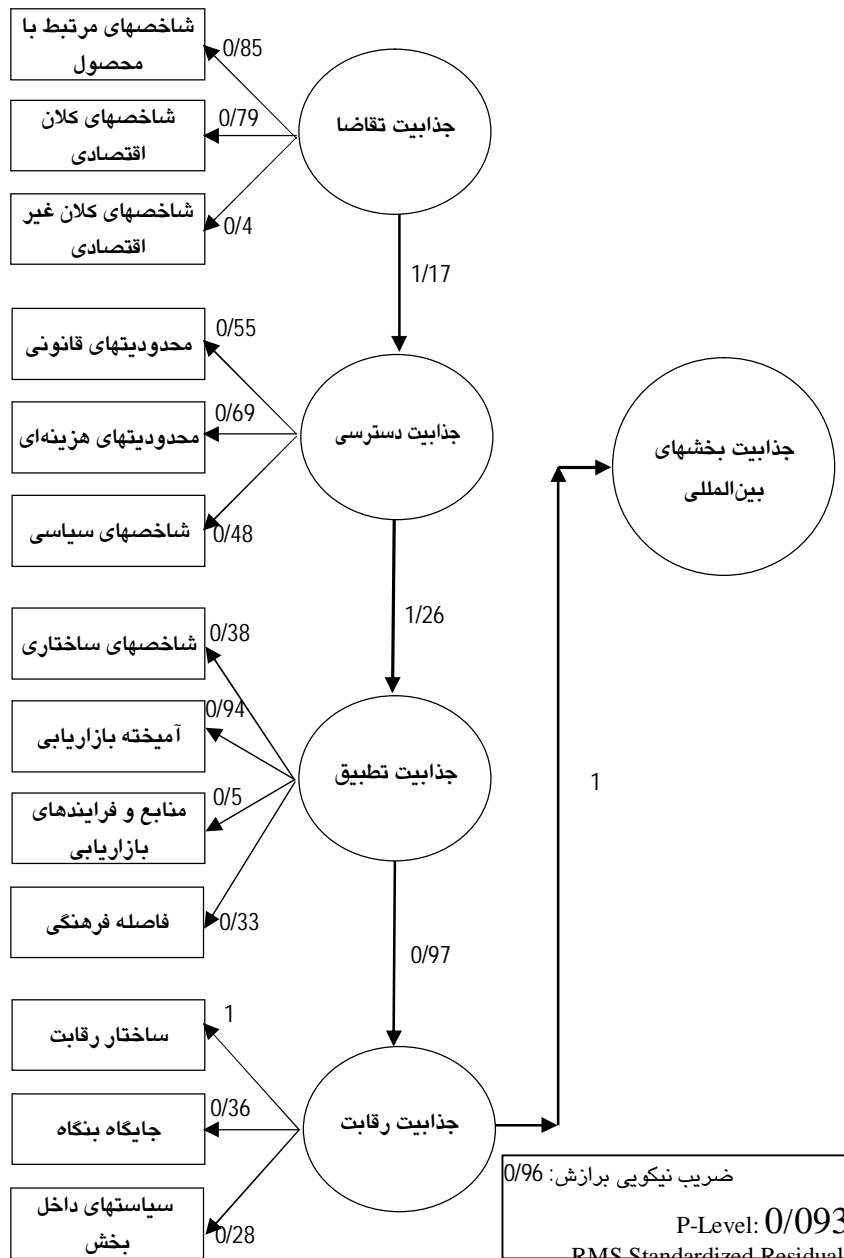 شاخصهای مرتبط با
محصول
0/85
جذابیت تقاضا
شاخصهای کلان
اقتصادی
0/79
شاخصهای کلان غیر
اقتصادی
0/4
1/17
محدودیتهای قانونی
0/55
محدودیتهای هزینه‌ای
0/69
جذابیت دسترسی
جذابیت بخشهای
بین‌المللی
شاخصهای سیاسی
0/48
1/26
شاخصهای ساختاری
0/38
آمیخته بازاریابی
0/94
جذابیت تطبیق
منابع و فرایندهای
بازاریابی
0/5
1
فاصله فرهنگی
0/33
0/97
ساختار رقابت
1
جایگاه بنگاه
0/36
جذابیت رقابت
سیاستهای داخل
بخش
0/28
ضریب نیکویی برازش: 0/96
P-Level: 0/093
RMS Standardized Residual